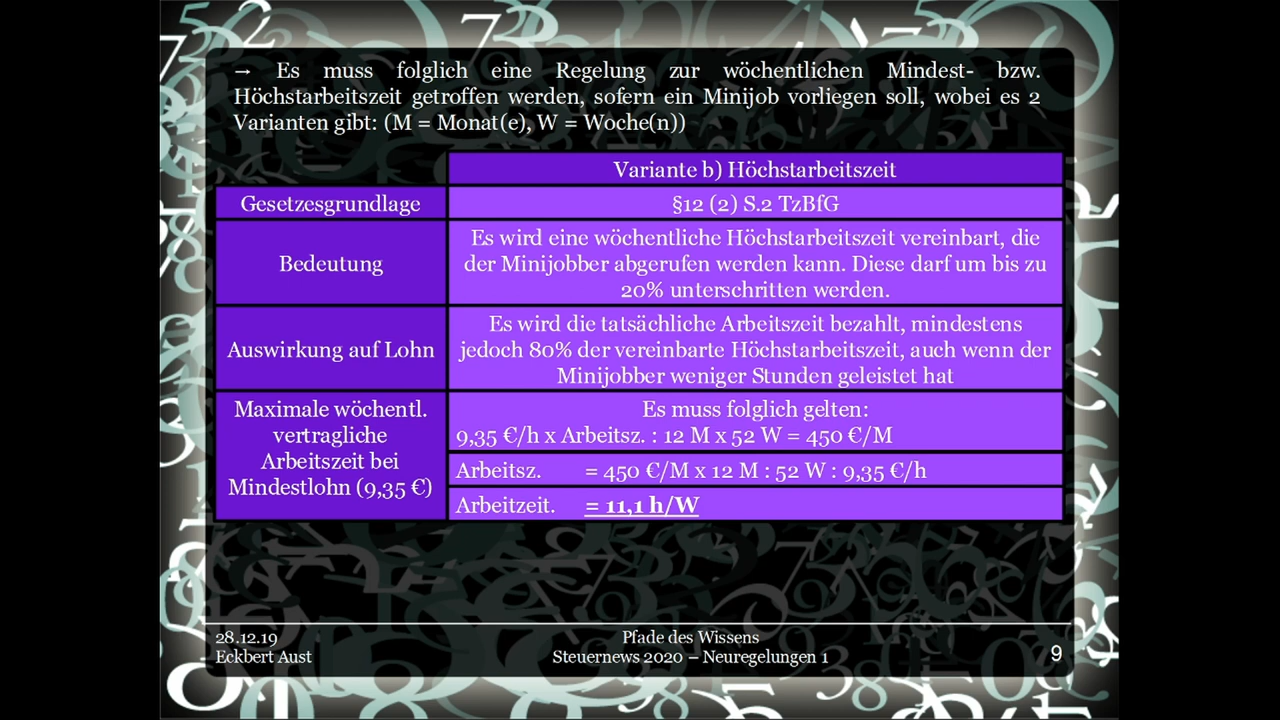 → Es muss folglich eine Regelung zur wöchentlichen Mindest- bzw.
Höchstarbeitszeit getroffen werden, sofern ein Minijob vorliegen soll, wobei es 2
Varianten gibt: (M = Monat(e), W = Woche(n))
Variante b) Höchstarbeitszeit
Gesetzesgrundlage
§12 (2) S.2 TzBfG
Bedeutung
Es wird eine wöchentliche Höchstarbeitszeit vereinbart, die
der Minijobber abgerufen werden kann. Diese darf um bis zu
20% unterschritten werden.
Auswirkung auf Lohn
Es wird die tatsächliche Arbeitszeit bezahlt, mindestens
jedoch 80% der vereinbarte Höchstarbeitszeit, auch wenn der
Minijobber weniger Stunden geleistet hat
Maximale wöchentl.
vertragliche
Arbeitszeit bei
Mindestlohn (9,35 €)
Es muss folglich gelten:
9,35 €/h x Arbeitsz. : 12 M x 52 W = 450 €/M
Arbeitsz. = 450 €/M x 12 M : 52 W : 9,35 €/h
Arbeitzeit. = 11,1 h/W
28.12.19
Eckbert Aust
Pfade des Wissens
Steuernews 2020 – Neuregelungen 1
9